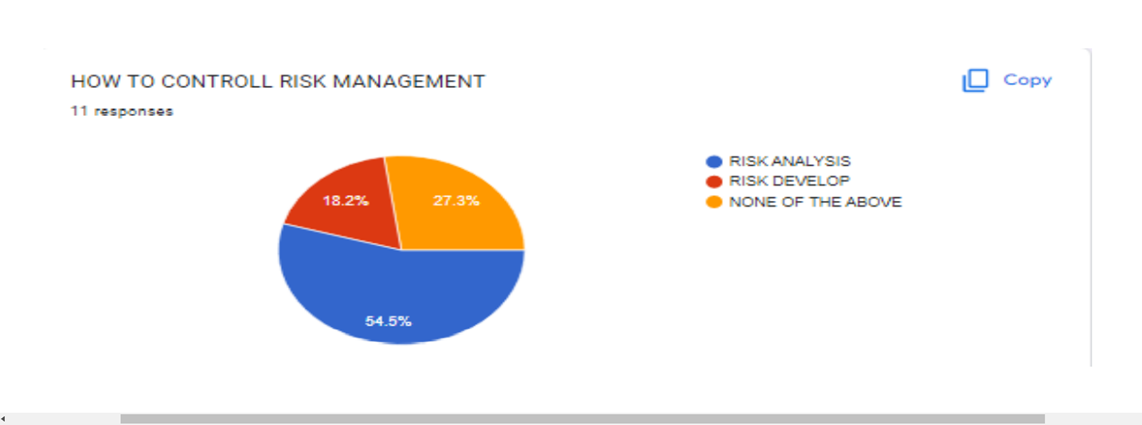 HOW TO CONTROLL RISK MANAGEMENT
Copy
11 responses
RISK ANALYSIS
RISK DEVELOP
NONE OF THE ABOVE
18.2%
27.3%
54.5%